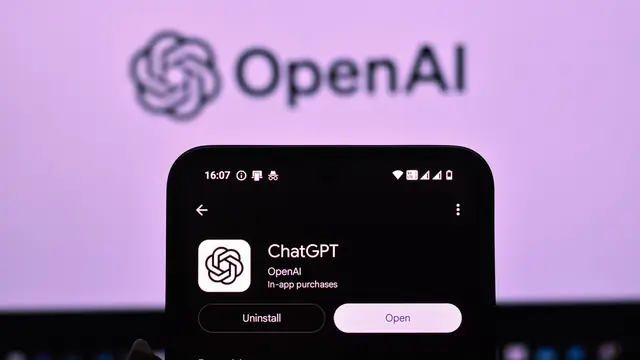 OpenAI
16:07
ChatGPT
OpenAI
In-app purchases
Uninstall
Open